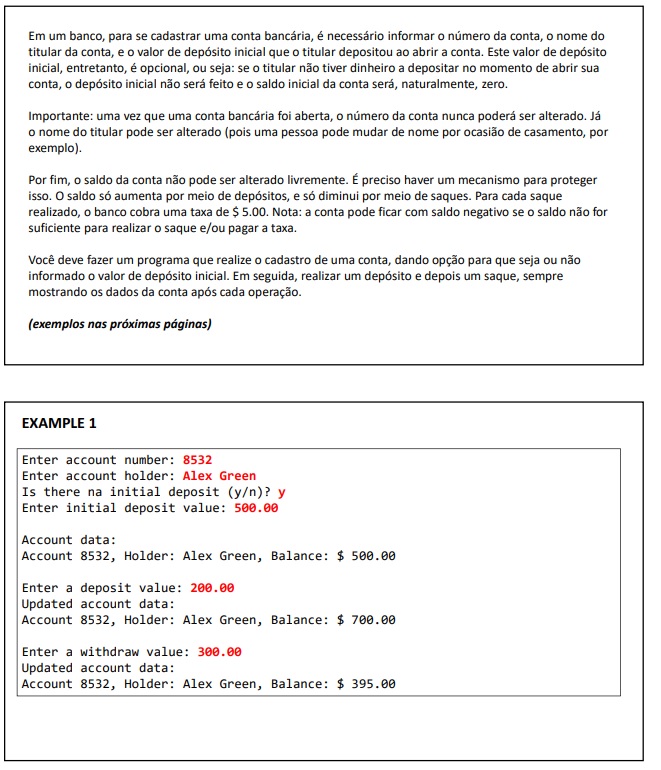 Em um banco, para se cadastrar uma conta bancária, é necessário informar o número da conta, o nome do
titular da conta, e o valor de depósito inicial que o titular depositou ao abrir a conta. Este valor de depósito
inicial, entretanto, é opcional, ou seja: se o titular não tiver dinheiro a depositar no momento de abrir sua
conta, o depósito inicial não será feito e o saldo inicial da conta será, naturalmente, zero.
Importante: uma vez que uma conta bancária foi aberta, o número da conta nunca poderá ser alterado. Já
o nome do titular pode ser alterado (pois uma pessoa pode mudar de nome por ocasião de casamento, por
exemplo).
Por fim, o saldo da conta não pode ser alterado livremente. É preciso haver um mecanismo para proteger
isso. O saldo só aumenta por meio de depósitos, e só diminui por meio de saques. Para cada saque
realizado, o banco cobra uma taxa de $ 5.00. Nota: a conta pode ficar com saldo negativo se o saldo não for
suficiente para realizar o saque e/ou pagar a taxa.
Você deve fazer um programa que realize o cadastro de uma conta, dando opção para que seja ou não
informado o valor de depósito inicial. Em seguida, realizar um depósito e depois um saque, sempre
mostrando os dados da conta após cada operação.
(exemplos nas próximas páginas)
EXAMPLE 1
Enter account number: 8532
Enter account holder: Alex Green
Is there na initial deposit (y/n)? y
Enter initial deposit value: 500.00
Account data:
Account 8532, Holder: Alex Green, Balance: $ 500.00
Enter a deposit value: 200.00
Updated account data:
Account 8532, Holder: Alex Green, Balance: $ 700.00
Enter a withdraw value: 300.00
Updated account data:
Account 8532, Holder: Alex Green, Balance: $ 395.00